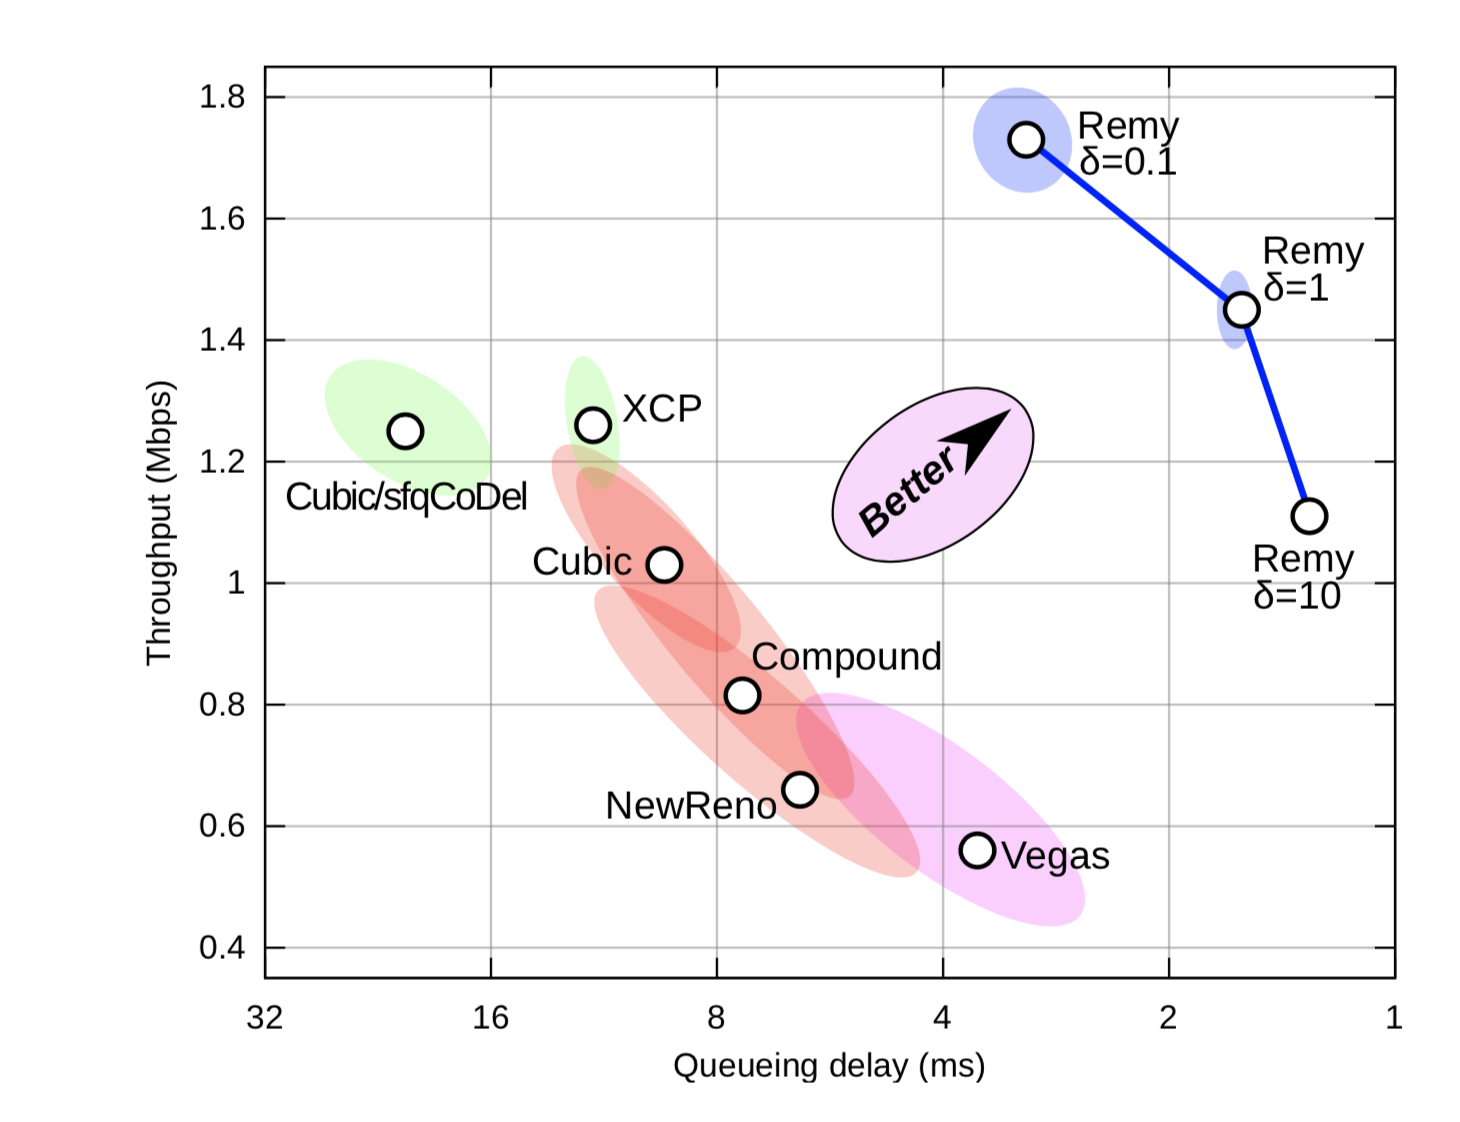 1.8
1.6
1.4
1.2
1
0.8
0.6
0.4
Throughput (Mbps)
Remy
δ=0.1
Remy
δ=1
XCP
Cubic/sfqCoDel
Better
Cubic
Remy
δ=10
Compound
NewReno
Vegas
32 16 8 4 2 1
Queueing delay (ms)